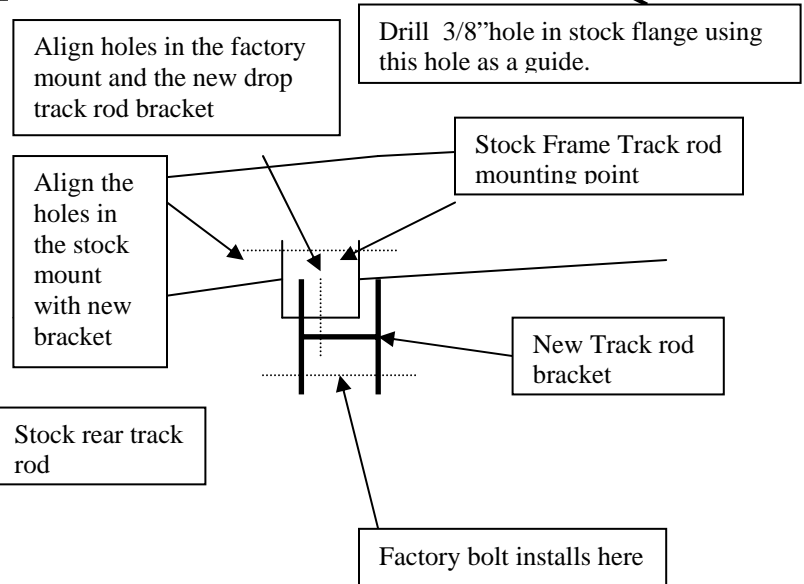 Drill 3/8”hole in stock flange using
this hole as a guide.
Align holes in the factory
mount and the new drop
track rod bracket
Stock Frame Track rod
mounting point
Align the
holes in
the stock
mount
with new
bracket
New Track rod
bracket
Stock rear track
rod
Factory bolt installs here